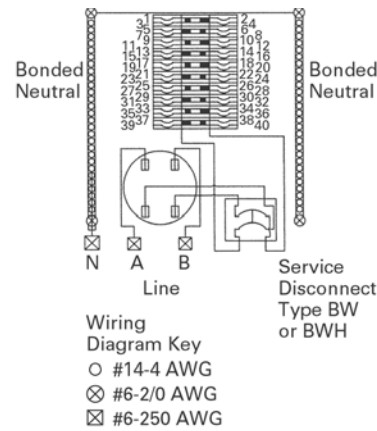 1 2
3 4
5 6
7 8
9 10
11 12
13 14
15 16
17 18
19 20
21 22
23 24
25 26
27 28
29 30
31 32
33 34
35 36
37 38
39 40
Bonded
Neutral
Bonded
Neutral
N A B
Line
Service
Disconnect
Type BW
or BWH
Wiring
Diagram Key
#14-4 AWG
#6-2/0 AWG
#6-250 AWG